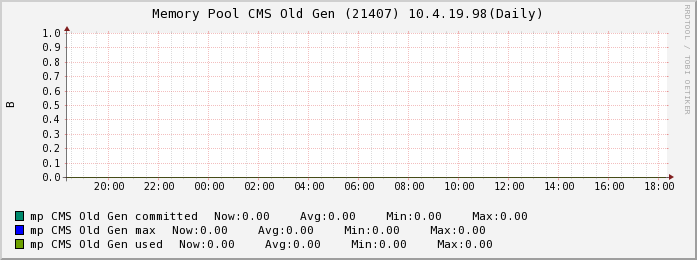 Memory Pool CMS Old Gen (21407) 10.4.19.98(Daily)
RRDTOOL / TOBI OETIKER
B
1.0
0.9
0.8
0.7
0.6
0.5
0.4
0.3
0.2
0.1
0.0
20:00 22:00 00:00 02:00 04:00 06:00 08:00 10:00 12:00 14:00 16:00 18:00
mp CMS Old Gen committed Now:0.00 Avg:0.00 Min:0.00 Max:0.00
mp CMS Old Gen max Now:0.00 Avg:0.00 Min:0.00 Max:0.00
mp CMS Old Gen used Now:0.00 Avg:0.00 Min:0.00 Max:0.00